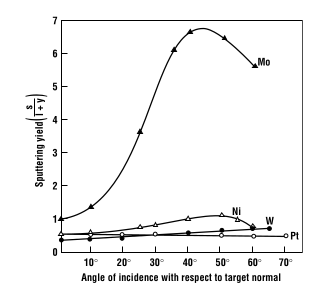 7
6
5
4
3
2
1
0
Sputtering yield (s / 1 + γ)
Mo
Ni
W
Pt
10° 20° 30° 40° 50° 60° 70°
Angle of incidence with respect to target normal